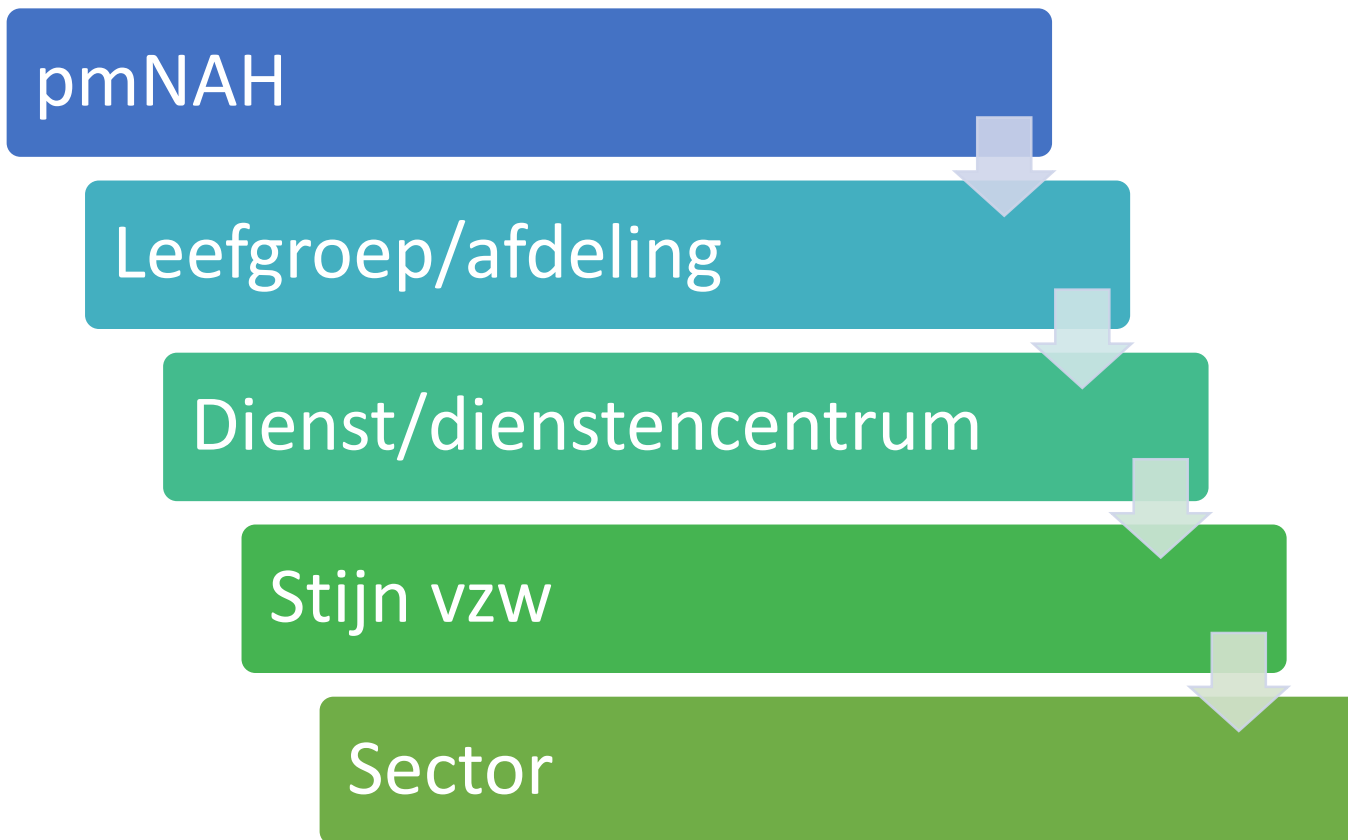 pmNAH
Leefgroep/afdeling
Dienst/dienstencentrum
Stijn vzw
Sector